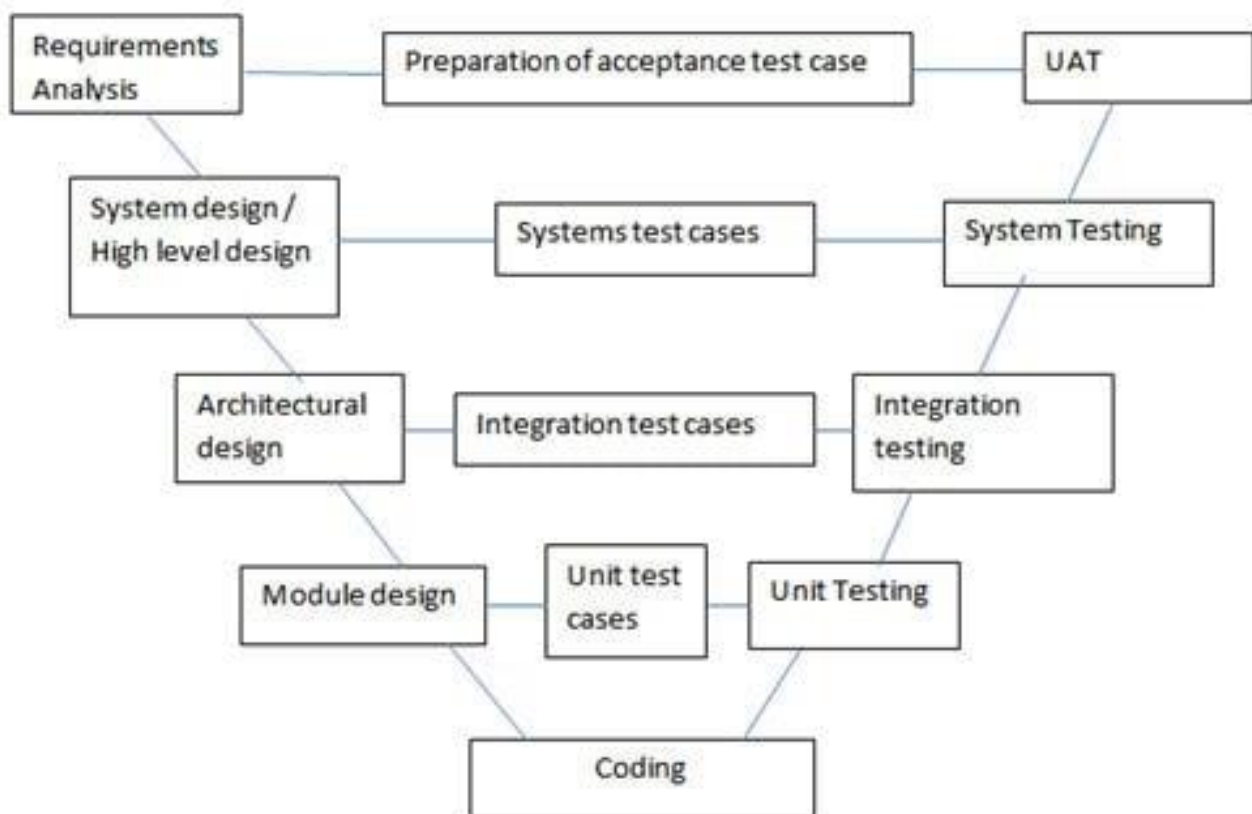 Requirements
Analysis
Preparation of acceptance test case
UAT
System design /
High level design
Systems test cases
System Testing
Architectural
design
Integration test cases
Integration
testing
Module design
Unit test
cases
Unit Testing
Coding